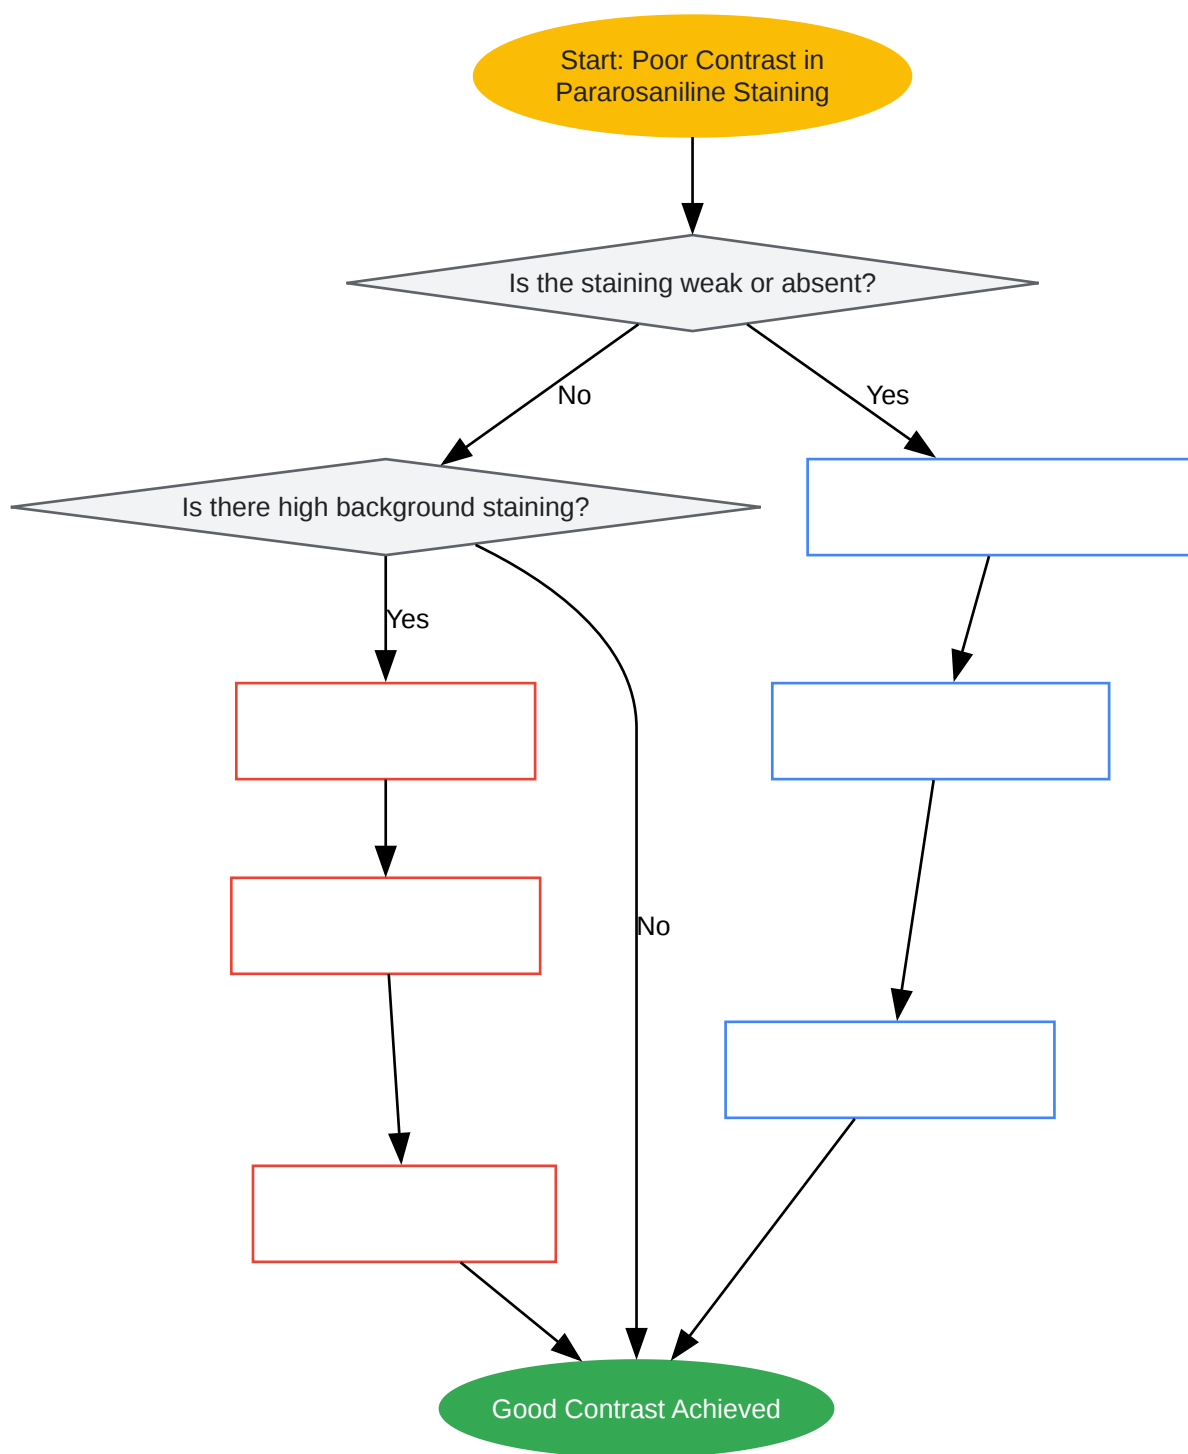 Start: Poor Contrast in
Pararosaniline Staining
Is the staining weak or absent?
No
Yes
Is there high background staining?
Yes
No
Good Contrast Achieved